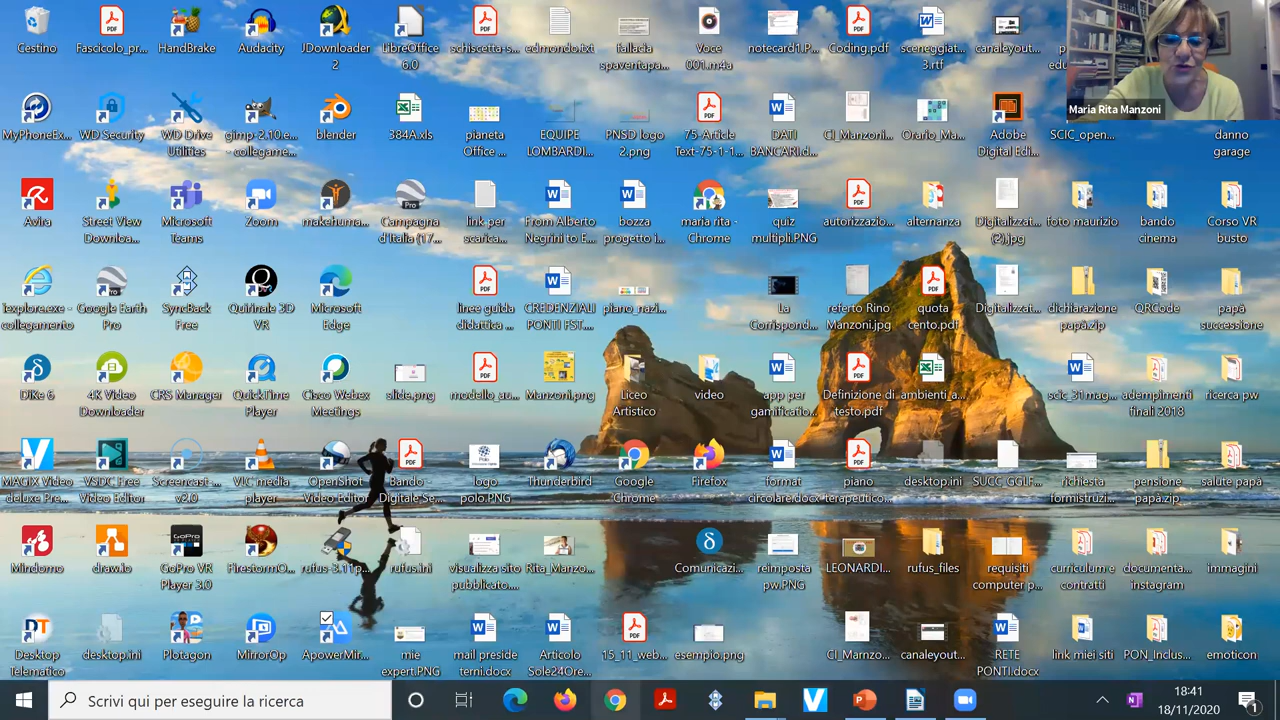 Cestino
Fascicolo_pr...
HandBrake
Audacity
JDownloader
2
LibreOffice
6.0
schiscetta-s...
edmondo.txt
fallada
spaventapa...
Voce
001.m4a
notecard1.P...
Coding.pdf
sceneggiat...
3.rtf
canaleyout...
Maria Rita Manzoni
MyPhoneEx...
WD Security
WD Drive
Utilities
gimp-2.10.e...
- collegame...
blender
384A.xls
pianeta
Office ...
EQUIPE
LOMBARDI...
PNSD logo
2.png
75-Article
Text-75-1-1...
DATI
BANCARI.d...
CI_Manzoni...
Orario_Ma...
Adobe
Digital Edi...
SCIC_open...
danno
garage
Avira
Street View
Downloa...
Microsoft
Teams
Zoom
makehuma...
Campagna
d'Italia (17...
link per
scarica...
From Alberto
Negrini to E...
bozza
progetto i...
maria rita -
Chrome
quiz
multipli.PNG
autorizzazio...
alternanza
Digitalizzat...
(2).jpg
foto maurizio
bando
cinema
Corso VR
busto
iexplore.exe -
collegamento
Google Earth
Pro
SyncBack
Free
Quirinale 3D
VR
Microsoft
Edge
linee guida
didattica ...
CREDENZIALI
PONTI FST....
piano_nazi...
La
Corrispond...
referto Rino
Manzoni.jpg
quota
cento.pdf
Digitalizzat...
dichiarazione
papà.zip
QRCode
papa
successione
DiKe 6
4K Video
Downloader
CRS Manager
QuickTime
Player
Cisco Webex
Meetings
slide.png
modello_au...
Manzoni.png
Liceo
Artistico
video
app per
gamificatio...
Definizione di
testo.pdf
ambienti_a...
scic_31mag...
adempimenti
finali 2018
ricerca pw
MAGIX Video
deluxe Pre...
VSDC Free
Video Editor
Screencast-...
v2.0
VLC media
player
OpenShot
Video Editor
Bando
Digitale Se...
logo
polo.PNG
Thunderbird
Google
Chrome
Firefox
format
circolare.docx
piano
terapeutico...
desktop.ini
SUCC_GGLF...
richiesta
formistruzi...
pensione
papa.zip
salute papà
Mindomo
draw.io
GoPro VR
Player 3.0
FirestormO...
rufus-3.11p...
rufus.ini
visualizza sito
pubblicato....
Rita_Manzo...
Comunicazi...
reimposta
pw.PNG
LEONARDI...
rufus_files
requisiti
computer p...
curriculum e
contratti
documenta...
instagram
immagini
Desktop
Telematico
desktop.ini
Plotagon
MirrorOp
ApowerMir...
mie
expert.PNG
mail preside
terni.docx
Articolo
Sole24Ore...
15_11_web...
esempio.png
CI_Marnzo...
canaleyout...
RETE
PONTI.docx
link miei siti
PON_Inclus...
emoticon
Scrivi qui per eseguire la ricerca
18:41
18/11/2020